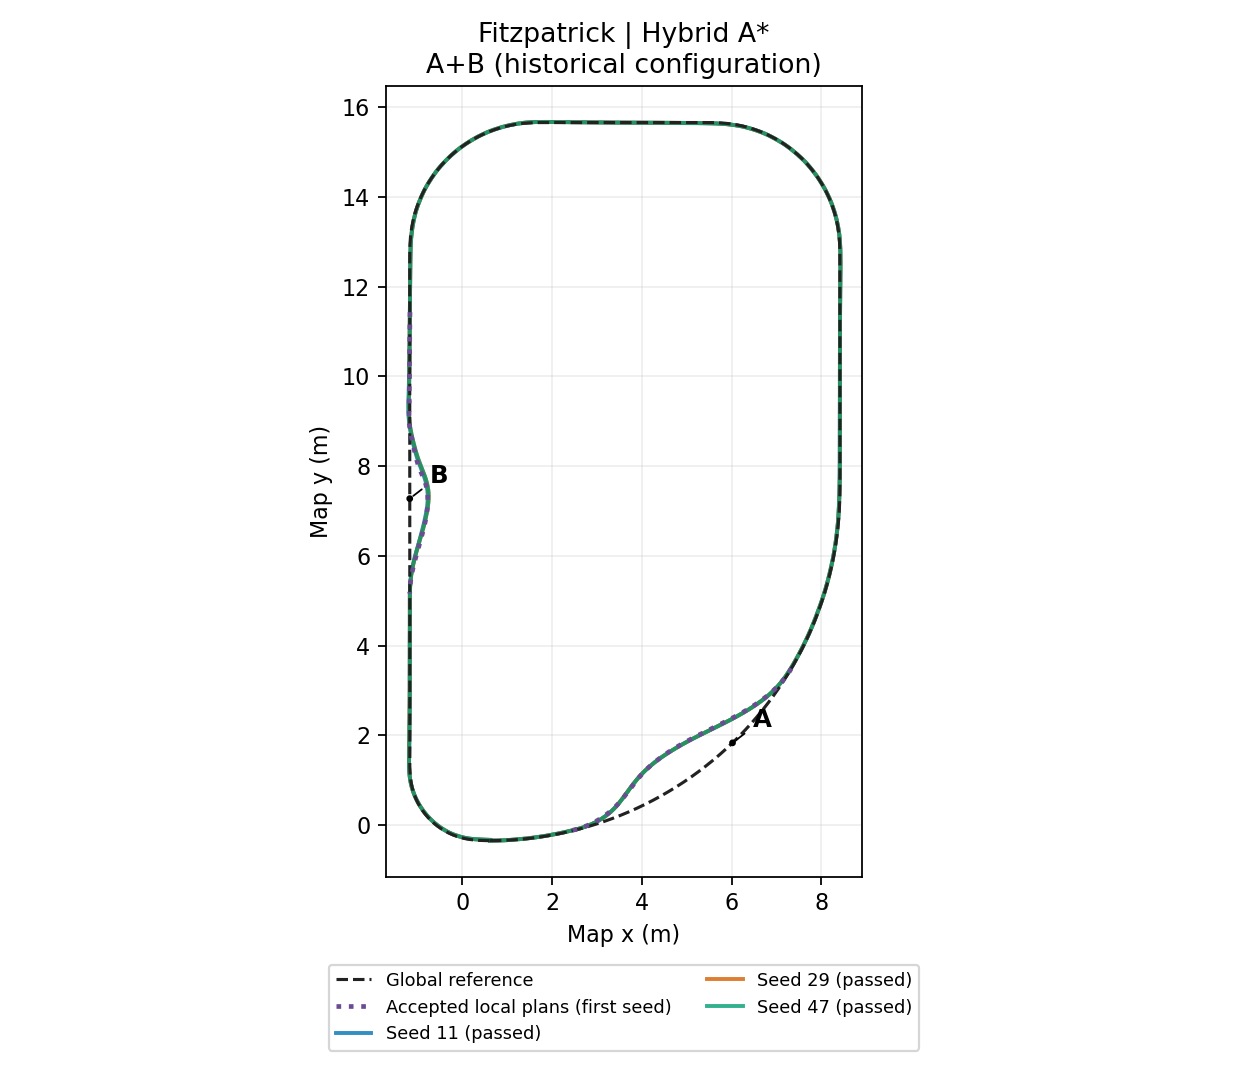 Fitzpatrick | Hybrid A*
A+B (historical configuration)
16
14
12
10
8
6
4
2
0
Map y (m)
B
A
0 2 4 6 8
Map x (m)
Global reference
Accepted local plans (first seed)
Seed 11 (passed)
Seed 29 (passed)
Seed 47 (passed)